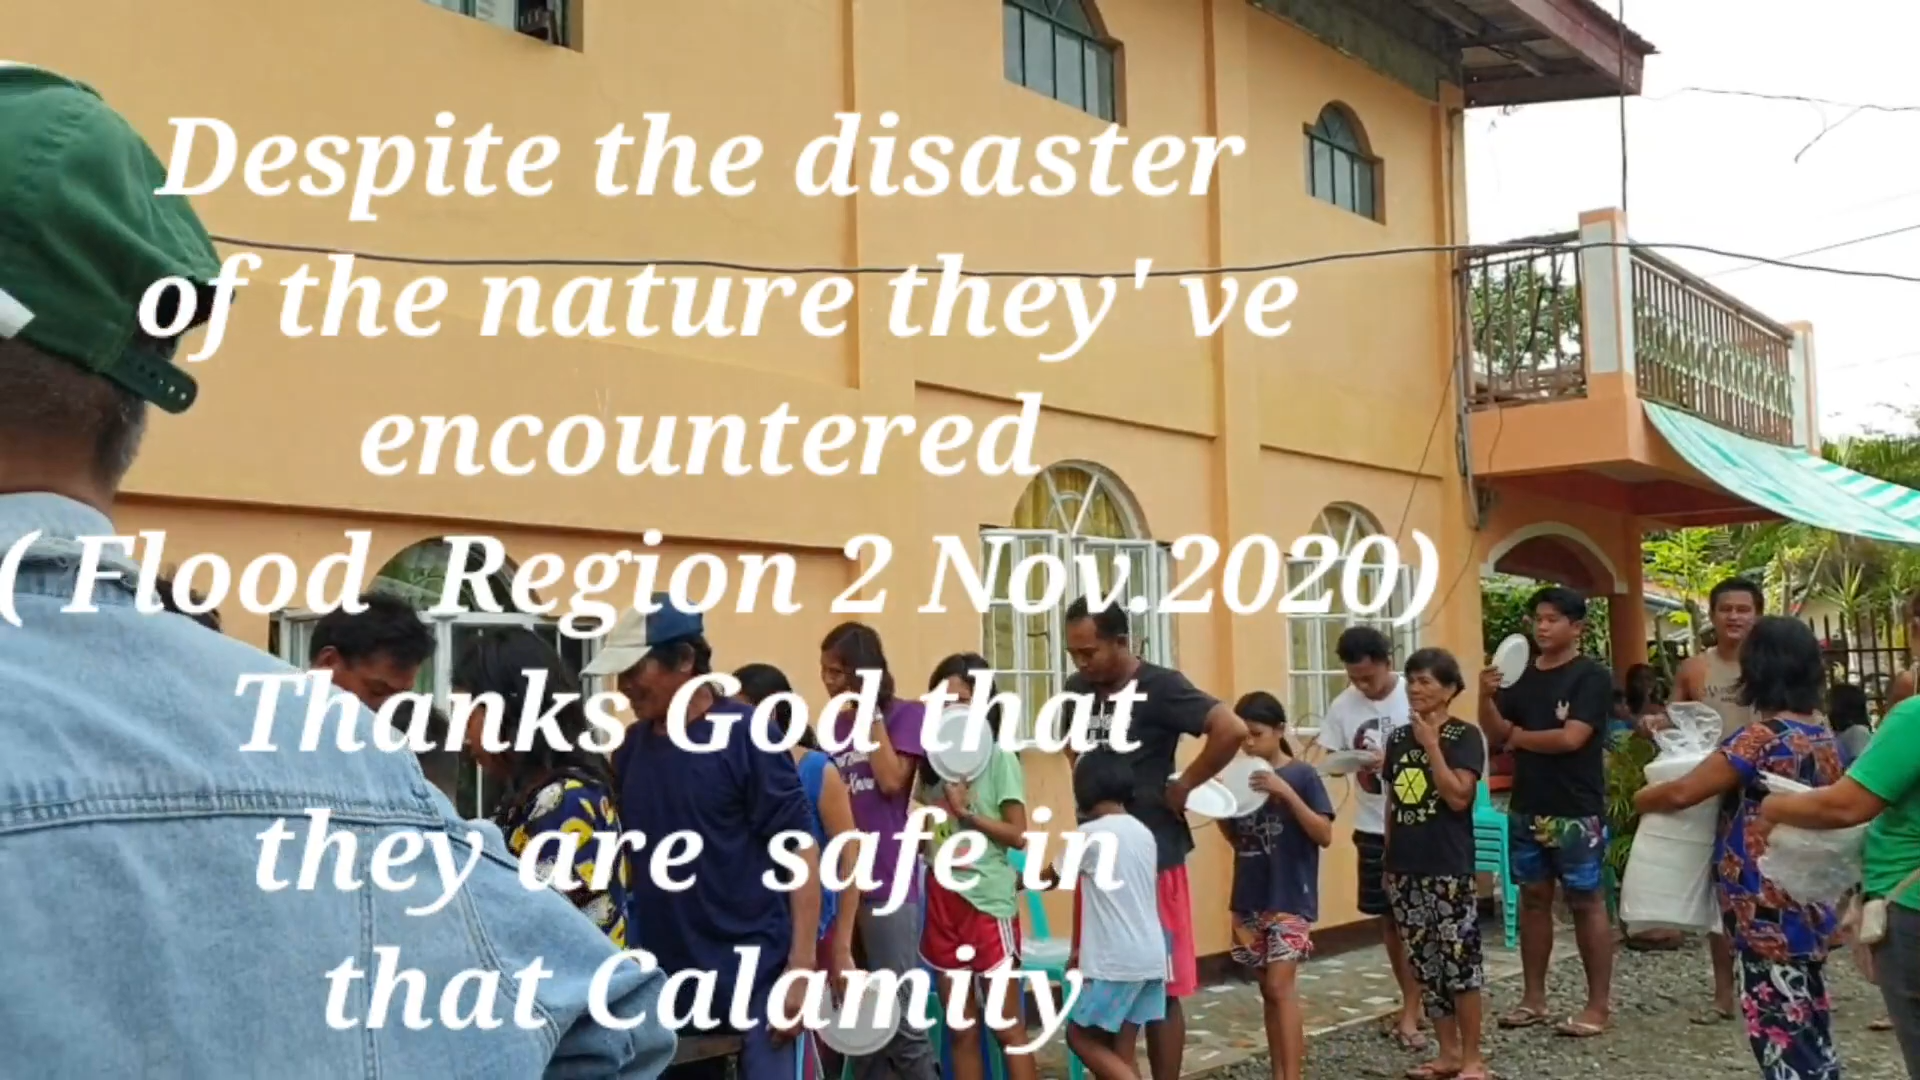 Despite the disaster
of the nature they' ve
encountered
( Flood  Region 2 Nov.2020)
Thanks God that
they are  safe in
that Calamity